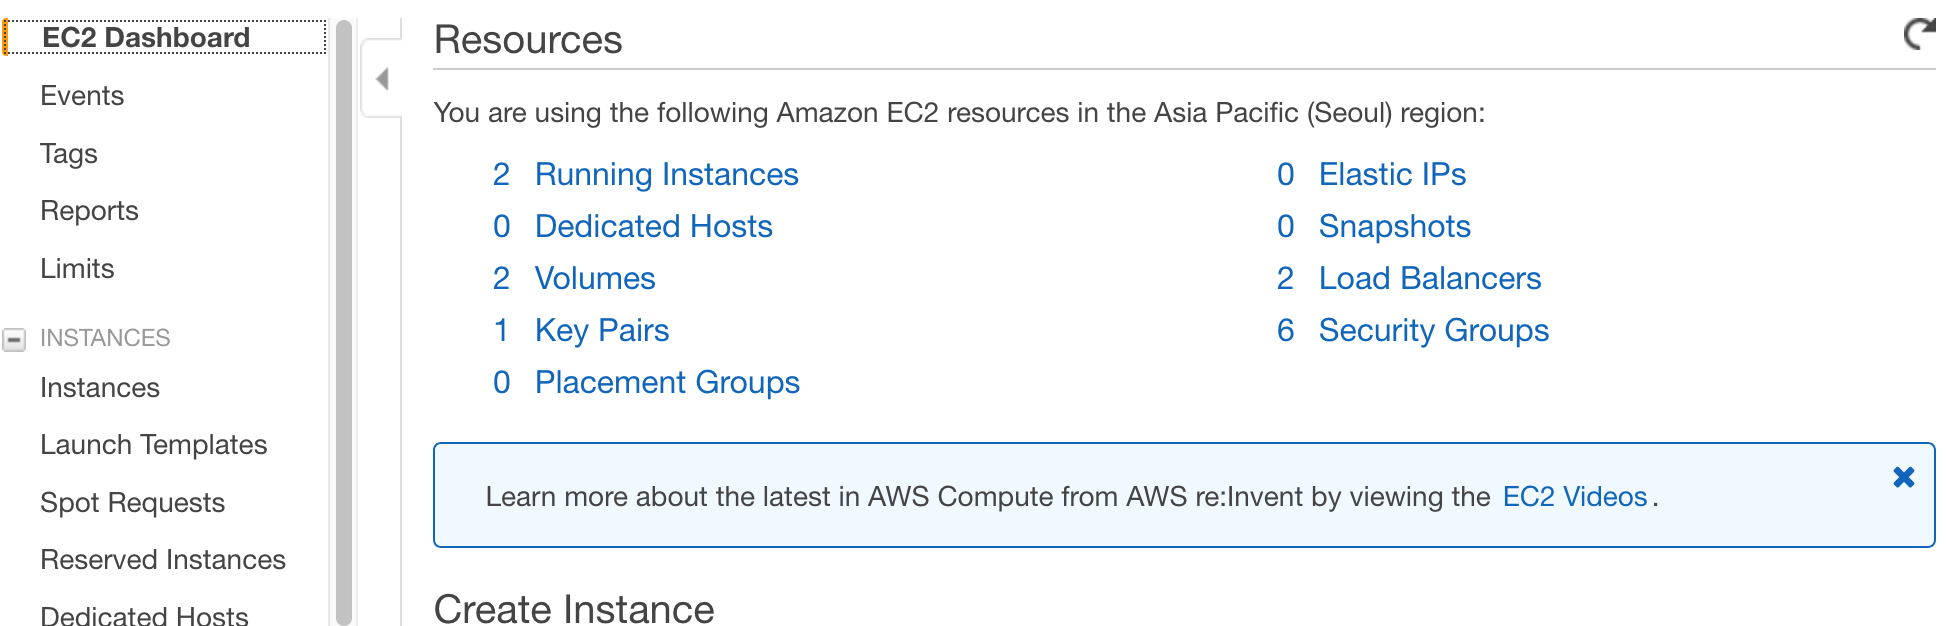 EC2 Dashboard
Events
Tags
Reports
Limits
INSTANCES
Instances
Launch Templates
Spot Requests
Reserved Instances
Dedicated Hosts
Resources
You are using the following Amazon EC2 resources in the Asia Pacific (Seoul) region:
2 Running Instances
0 Dedicated Hosts
2 Volumes
1 Key Pairs
0 Placement Groups
0 Elastic IPs
0 Snapshots
2 Load Balancers
6 Security Groups
Learn more about the latest in AWS Compute from AWS re:Invent by viewing the EC2 Videos.
Create Instance